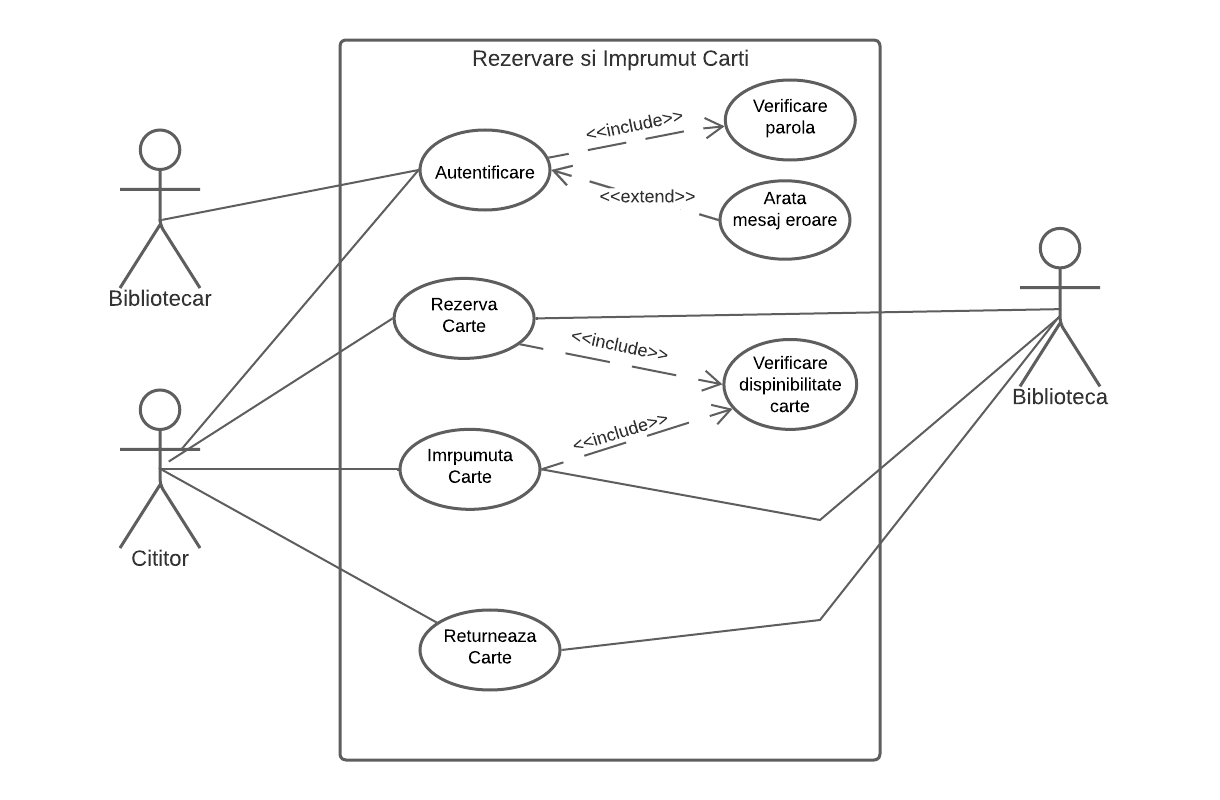 Rezervare si Imprumut Carti
Verificare
parola
<<include>>
Autentificare
<<extend>>
Arata
mesaj eroare
Bibliotecar
Rezerva
Carte
<<include>>
Verificare
dispinibilitate
carte
Biblioteca
<<include>>
Imrpumuta
Carte
Cititor
Returneaza
Carte